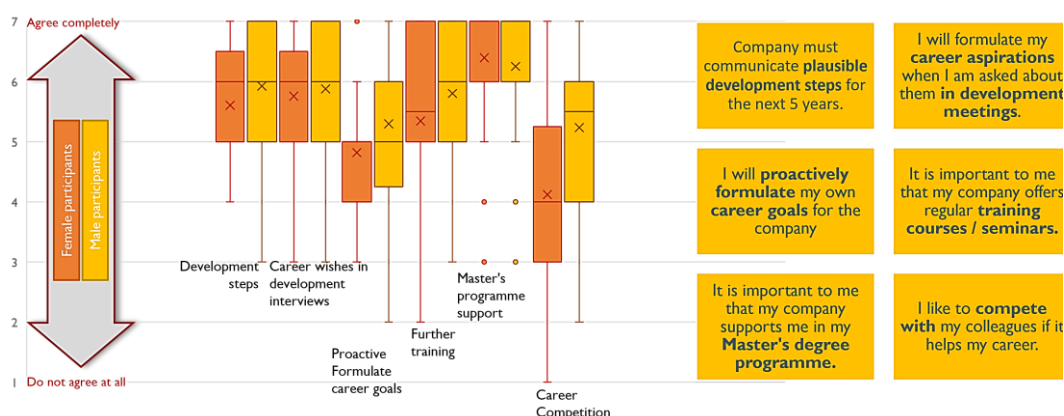 7
Agree completely
6
5
4
3
2
1
Do not agree at all
Female participants
Male participants
Development
steps
Career wishes in
development
interviews
Proactive
Formulate
career goals
Further
training
Master's
programme
support
Career
Competition
Company must
communicate plausible
development steps for
the next 5 years.
I will formulate my
career aspirations
when I am asked about
them in development
meetings.
I will proactively
formulate my own
career goals for the
company
It is important to me
that my company offers
regular training
courses / seminars.
It is important to me
that my company
supports me in my
Master's degree
programme.
I like to compete
with my colleagues if it
helps my career.